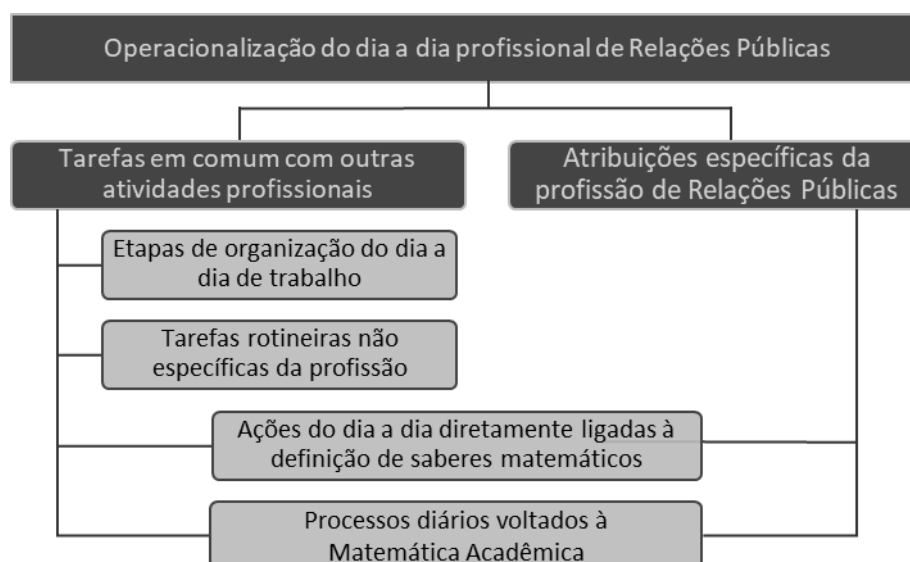 Operacionalização do dia a dia profissional de Relações Públicas
Tarefas em comum com outras
atividades profissionais
Atribuições específicas da
profissão de Relações Públicas
Etapas de organização do dia a
dia de trabalho
Tarefas rotineiras não
específicas da profissão
Ações do dia a dia diretamente ligadas à
definição de saberes matemáticos
Processos diários voltados à
Matemática Acadêmica